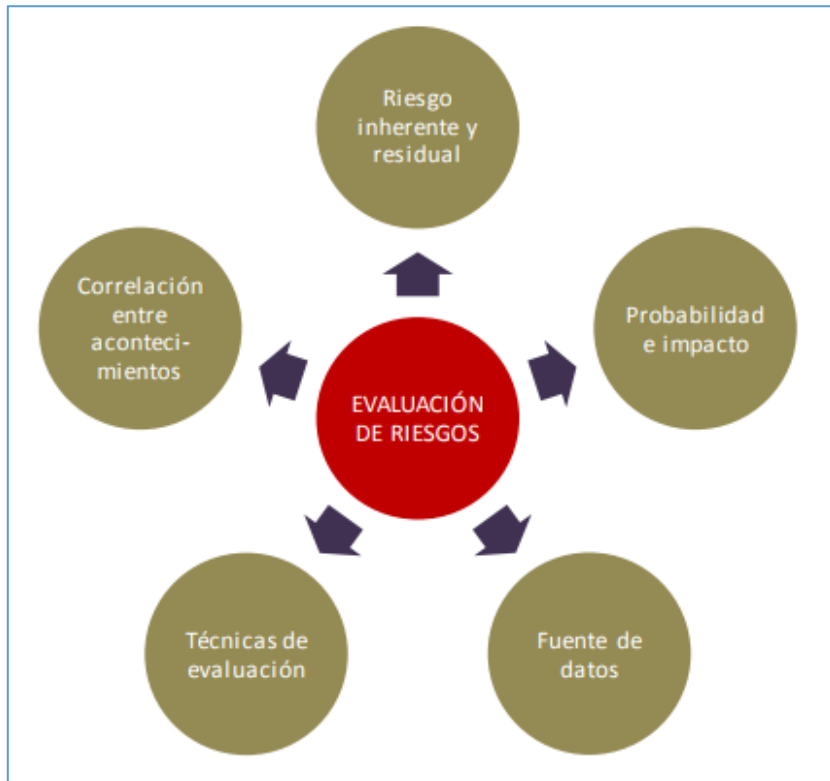 Riesgo
inherente y
residual
Correlación
entre
aconteci-
mientos
Probabilidad
e impacto
EVALUACIÓN
DE RIESGOS
Técnicas de
evaluación
Fuente de
datos